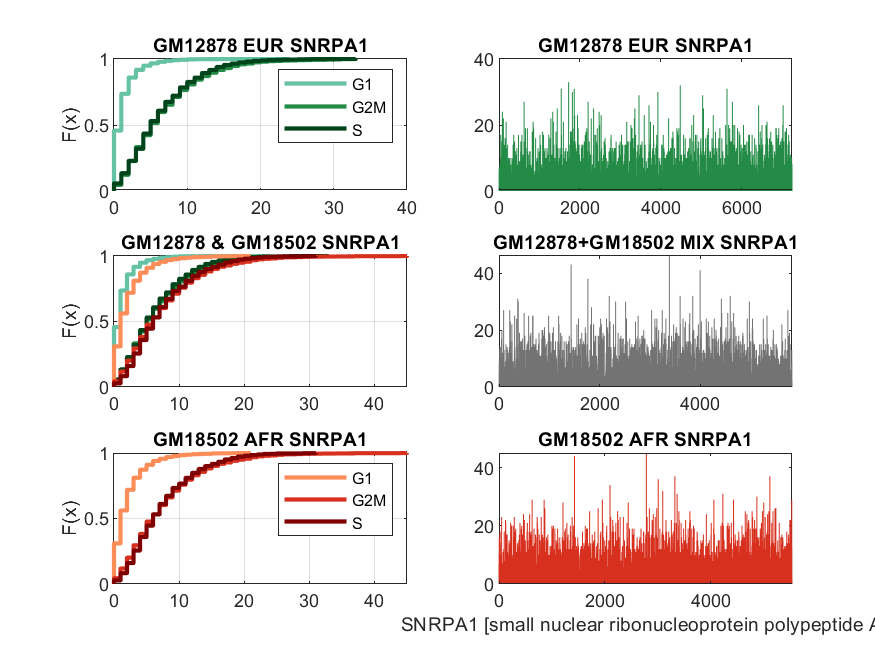 GM12878 EUR SNRPA1
1
0.5
0
F(x)
0 10 20 30 40
G1
G2M
S
GM12878 EUR SNRPA1
40
20
0
0 2000 4000 6000
GM12878 & GM18502 SNRPA1
1
0.5
0
F(x)
0 10 20 30 40
GM12878+GM18502 MIX SNRPA1
40
20
0
0 2000 4000
GM18502 AFR SNRPA1
1
0.5
0
F(x)
0 10 20 30 40
G1
G2M
S
GM18502 AFR SNRPA1
40
20
0
0 2000 4000
SNRPA1 [small nuclear ribonucleoprotein polypeptide A